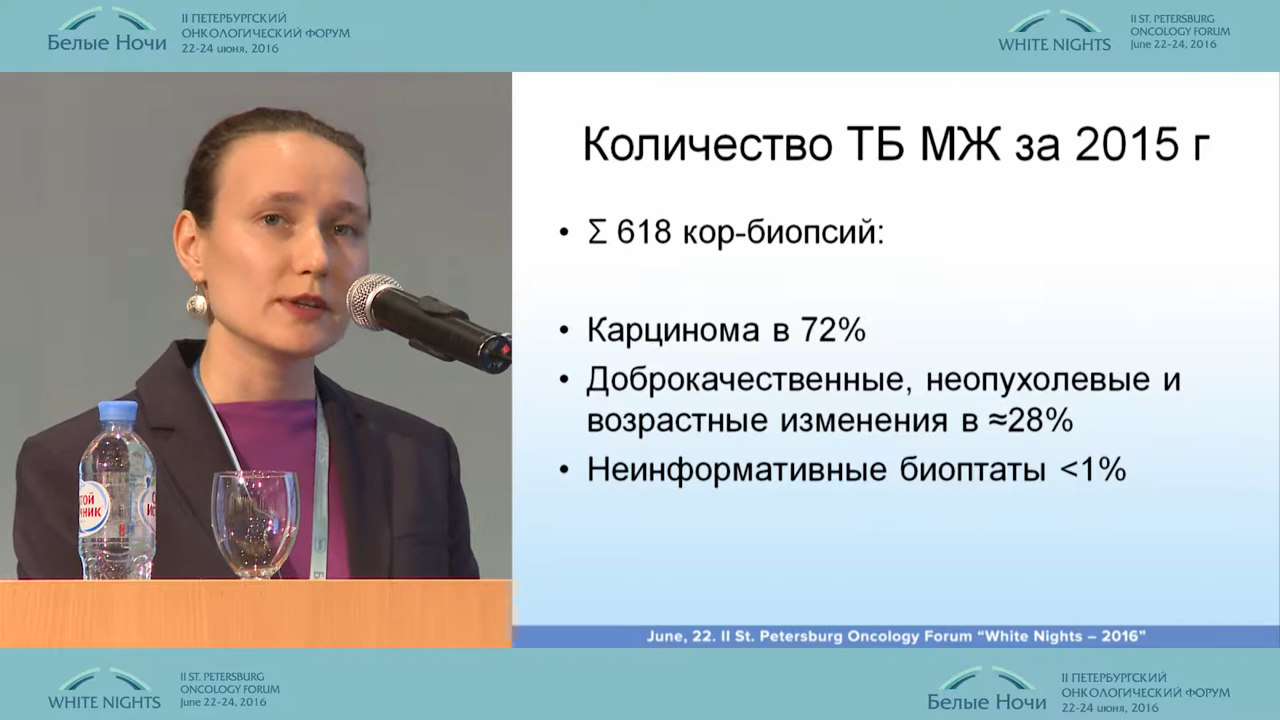 Белые Ночи
II ПЕТЕРБУРГСКИЙ
ОНКОЛОГИЧЕСКИЙ ФОРУМ
22-24 июня, 2016
WHITE NIGHTS
II ST. PETERSBURG
ONCOLOGY FORUM
June 22-24, 2016
Количество ТБ МЖ за 2015 г
• Σ 618 кор-биопсий:
• Карцинома в 72%
• Доброкачественные, неопухолевые и
возрастные изменения в ≈28%
• Неинформативные биоптаты <1%
June, 22. II St. Petersburg Oncology Forum “White Nights – 2016”
WHITE NIGHTS
II ST. PETERSBURG
ONCOLOGY FORUM
June 22-24, 2016
Белые Ночи
II ПЕТЕРБУРГСКИЙ
ОНКОЛОГИЧЕСКИЙ ФОРУМ
22-24 июня, 2016